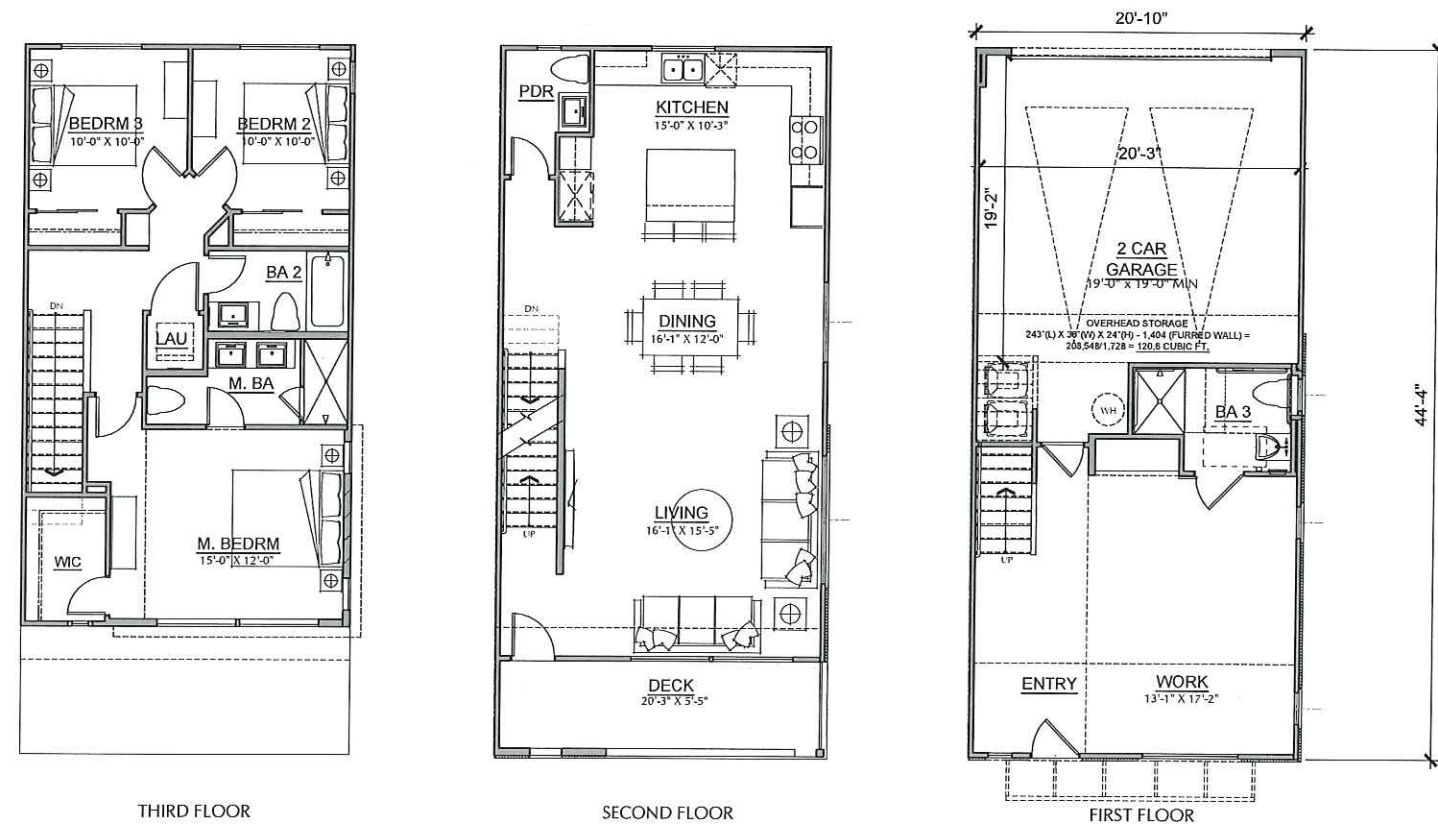 BEDRM 3
10'-0" X 10'-0"
BEDRM 2
10'-0" X 10'-0"
BA 2
DN
LAU
M. BA
M. BEDRM
15'-0" X 12'-0"
WIC
THIRD FLOOR
PDR
KITCHEN
15'-0" X 10'-3"
DN
DINING
16'-1" X 12'-0"
LIVING
16'-1" X 15'-5"
UP
DECK
20'-3" X 5'-5"
SECOND FLOOR
20'-10"
20'-3"
19'-2"
2 CAR
GARAGE
19'-0" x 19'-0" MIN
OVERHEAD STORAGE
243"(L) X 36"(W) X 24"(H) - 1,404 (FURRED WALL) =
208,548/1,728 = 120.6 CUBIC FT.
WH
BA 3
44'-4"
UP
ENTRY
WORK
13'-1" X 17'-2"
FIRST FLOOR